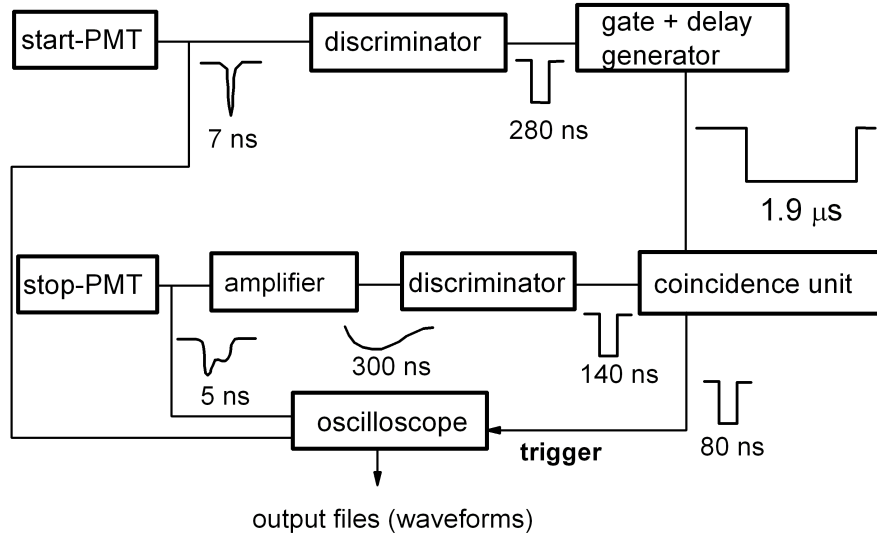 start-PMT
discriminator
gate + delay
generator
7 ns
280 ns
1.9 μs
stop-PMT
amplifier
discriminator
coincidence unit
5 ns
300 ns
140 ns
80 ns
oscilloscope
trigger
output files (waveforms)